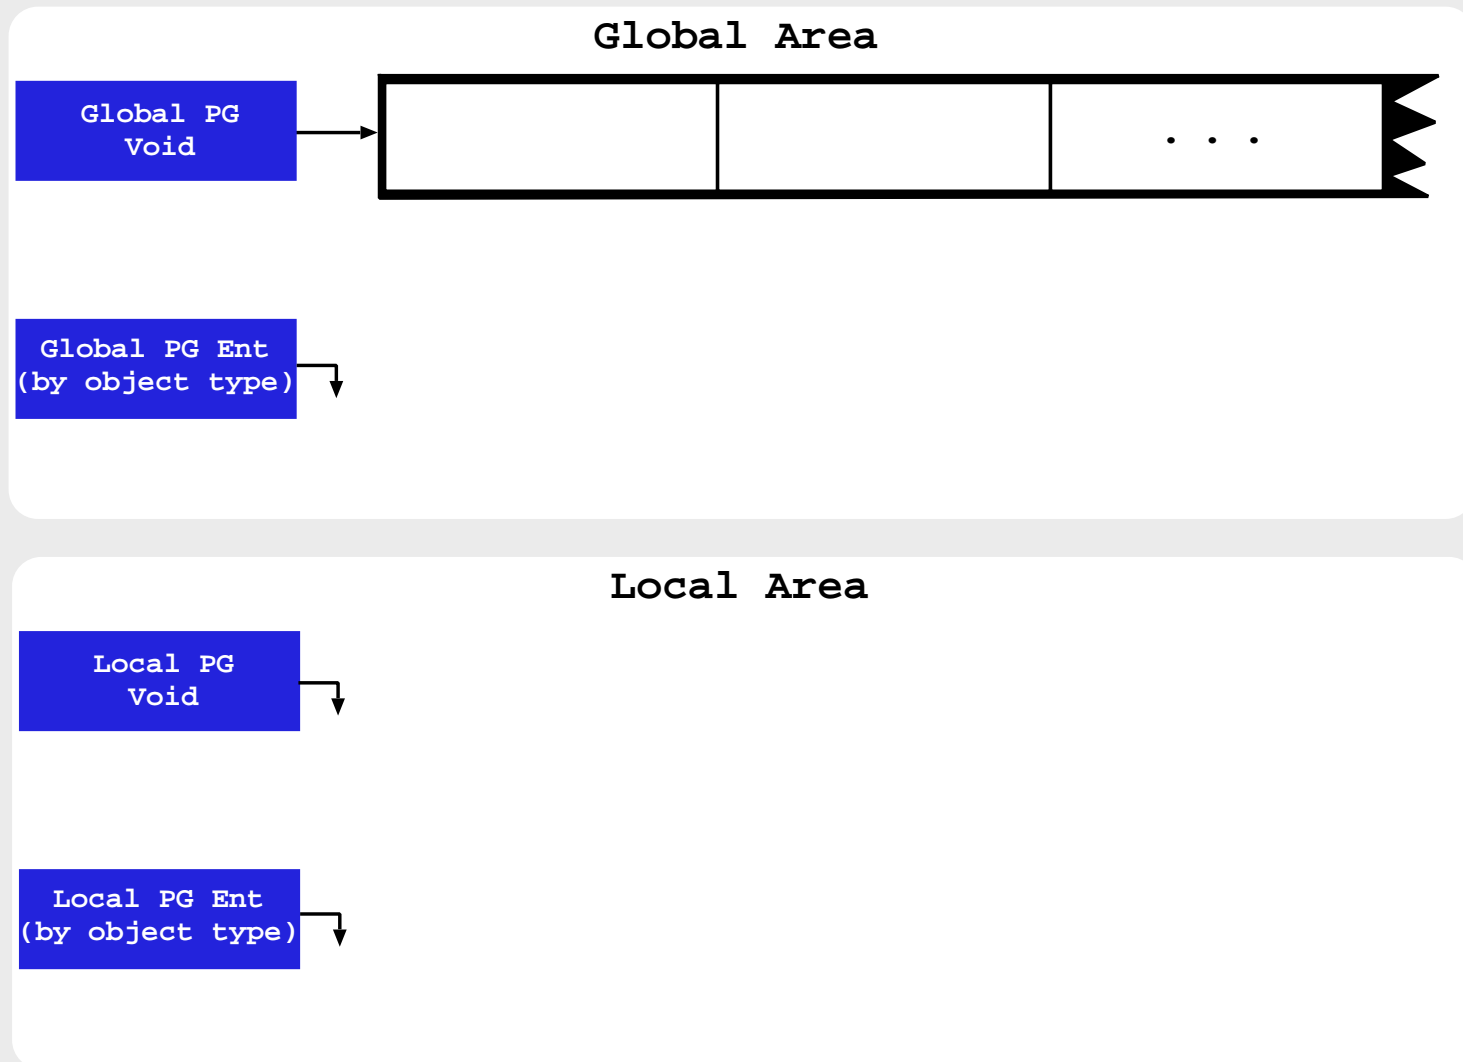 Global Area
Global PG
Void
. . .
Global PG Ent
(by object type)
Local Area
Local PG
Void
Local PG Ent
(by object type)